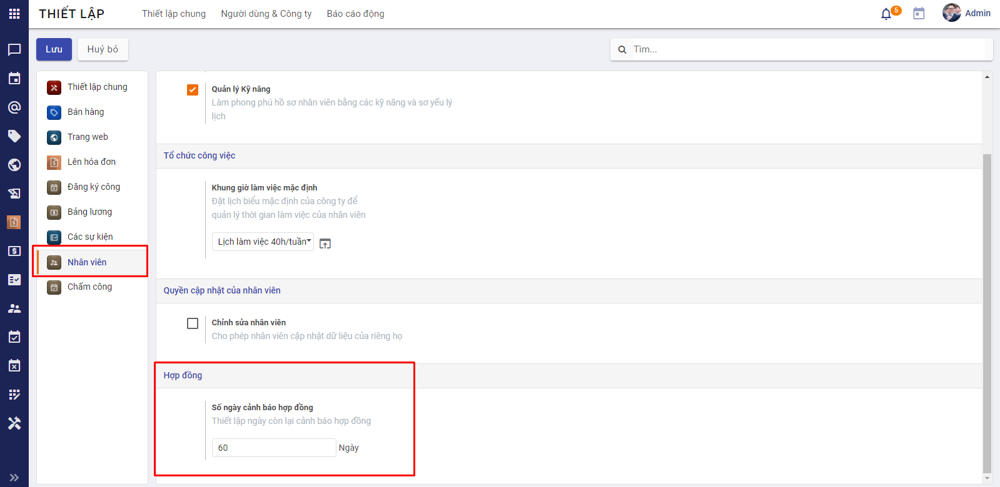 THIẾT LẬP
Thiết lập chung
Người dùng & Công ty
Báo cáo động
5
Admin
Lưu
Huỷ bỏ
Tìm...
Thiết lập chung
Bán hàng
Trang web
Lên hóa đơn
Đăng ký công
Bảng lương
Các sự kiện
Nhân viên
Chấm công
Quản lý Kỹ năng
Làm phong phú hồ sơ nhân viên bằng các kỹ năng và sơ yếu lý
lịch
Tổ chức công việc
Khung giờ làm việc mặc định
Đặt lịch biểu mặc định của công ty để
quản lý thời gian làm việc của nhân viên
Lịch làm việc 40h/tuần
Quyền cập nhật của nhân viên
Chỉnh sửa nhân viên
Cho phép nhân viên cập nhật dữ liệu của riêng họ
Hợp đồng
Số ngày cảnh báo hợp đồng
Thiết lập ngày còn lại cảnh báo hợp đồng
60 Ngày